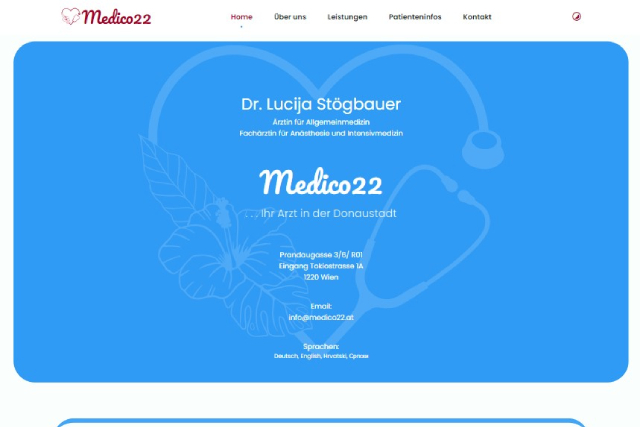 Medico22
Home Über uns Leistungen Patienteninfos Kontakt
Dr. Lucija Stögbauer
Ärztin für Allgemeinmedizin
Fachärztin für Anästhesie und Intensivmedizin
Medico22
. . . Ihr Arzt in der Donaustadt
Prandaugasse 3/6/ R01
Eingang Tokiostrasse 1A
1220 Wien
Email:
info@medico22.at
Sprachen:
Deutsch, English, Hrvatski, Српски